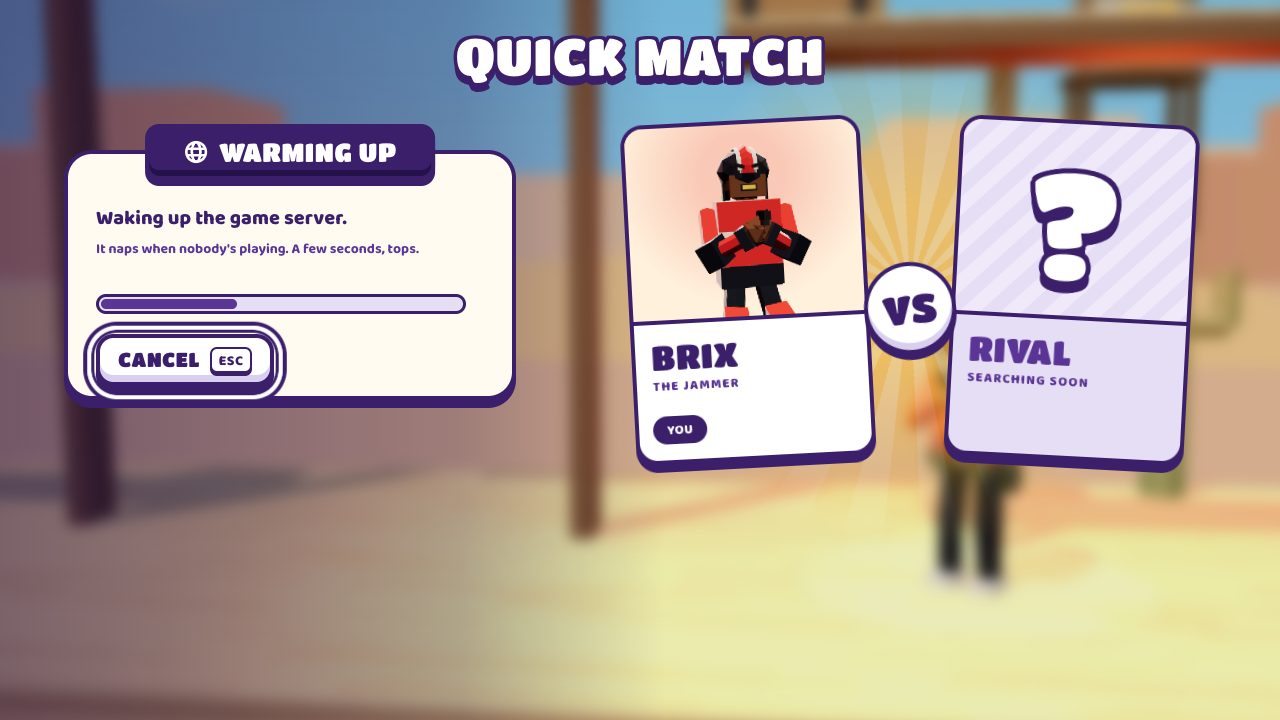 QUICK MATCH
WARMING UP
Waking up the game server.
It naps when nobody's playing. A few seconds, tops.
CANCEL ESC
BRIX
THE JAMMER
YOU
VS
?
RIVAL
SEARCHING SOON